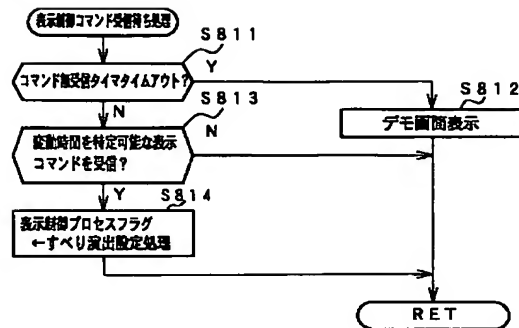 表示制御コマンド受信待ち処理
S811
コマンド無受信タイマタイムアウト?
Y
S812
デモ画面表示
N
S813
変動時間を特定可能な表示
コマンドを受信?
N
Y
S814
表示制御プロセスフラグ
←すべり演出設定処理
RET